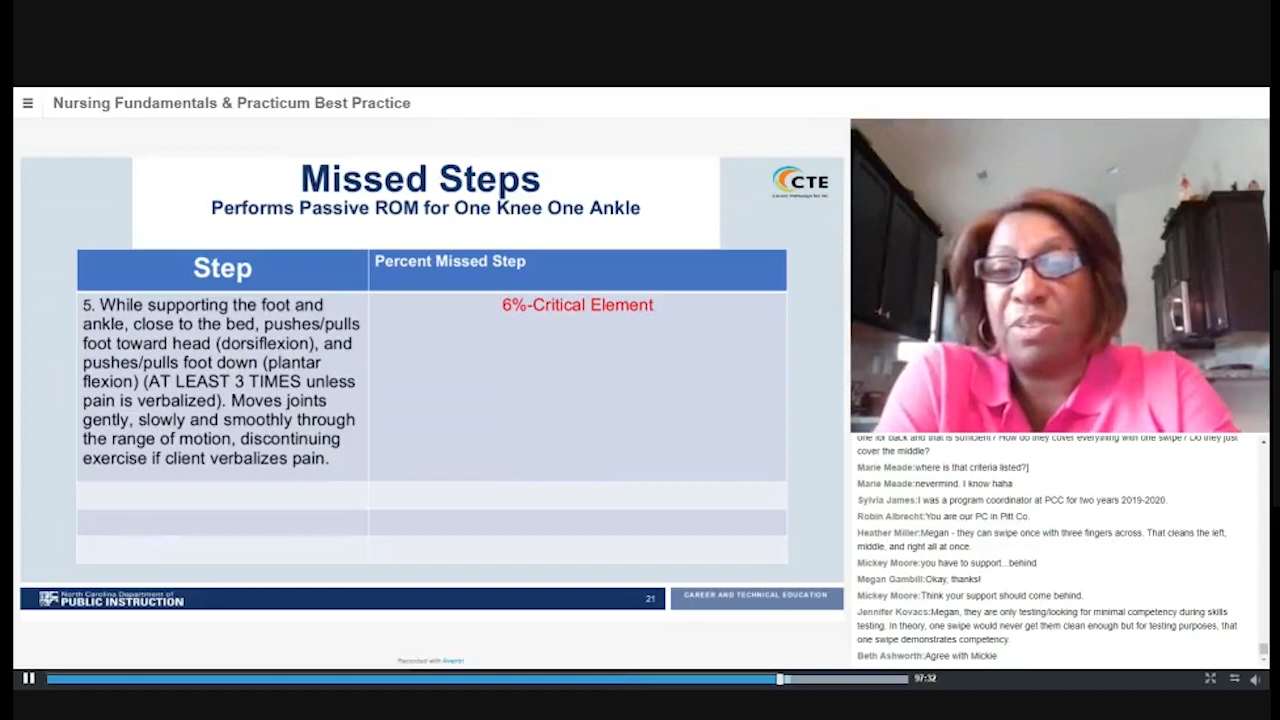 ☰ Nursing Fundamentals & Practicum Best Practice
Missed Steps
Performs Passive ROM for One Knee One Ankle
CTE
Step
Percent Missed Step
5. While supporting the foot and
ankle, close to the bed, pushes/pulls
foot toward head (dorsiflexion), and
pushes/pulls foot down (plantar
flexion) (AT LEAST 3 TIMES unless
pain is verbalized). Moves joints
gently, slowly and smoothly through
the range of motion, discontinuing
exercise if client verbalizes pain.
6%-Critical Element
North Carolina Department of
PUBLIC INSTRUCTION
21
CAREER AND TECHNICAL EDUCATION
Recorded with
one for back and that is sufficient? How do they cover everything with one swipe? Do they just
cover the middle?
Marie Meade:where is that criteria listed?]
Marie Meade:nevermind. I know haha
Sylvia James:I was a program coordinator at PCC for two years 2019-2020.
Robin Albrecht:You are our PC in Pitt Co.
Heather Miller:Megan - they can swipe once with three fingers across. That cleans the left,
middle, and right all at once.
Mickey Moore:you have to support...behind
Megan Gambill:Okay, thanks!
Mickey Moore:Think your support should come behind.
Jennifer Kovacs:Megan, they are only testing/looking for minimal competency during skills
testing. In theory, one swipe would never get them clean enough but for testing purposes, that
one swipe demonstrates competency.
Beth Ashworth:Agree with Mickie
97:32